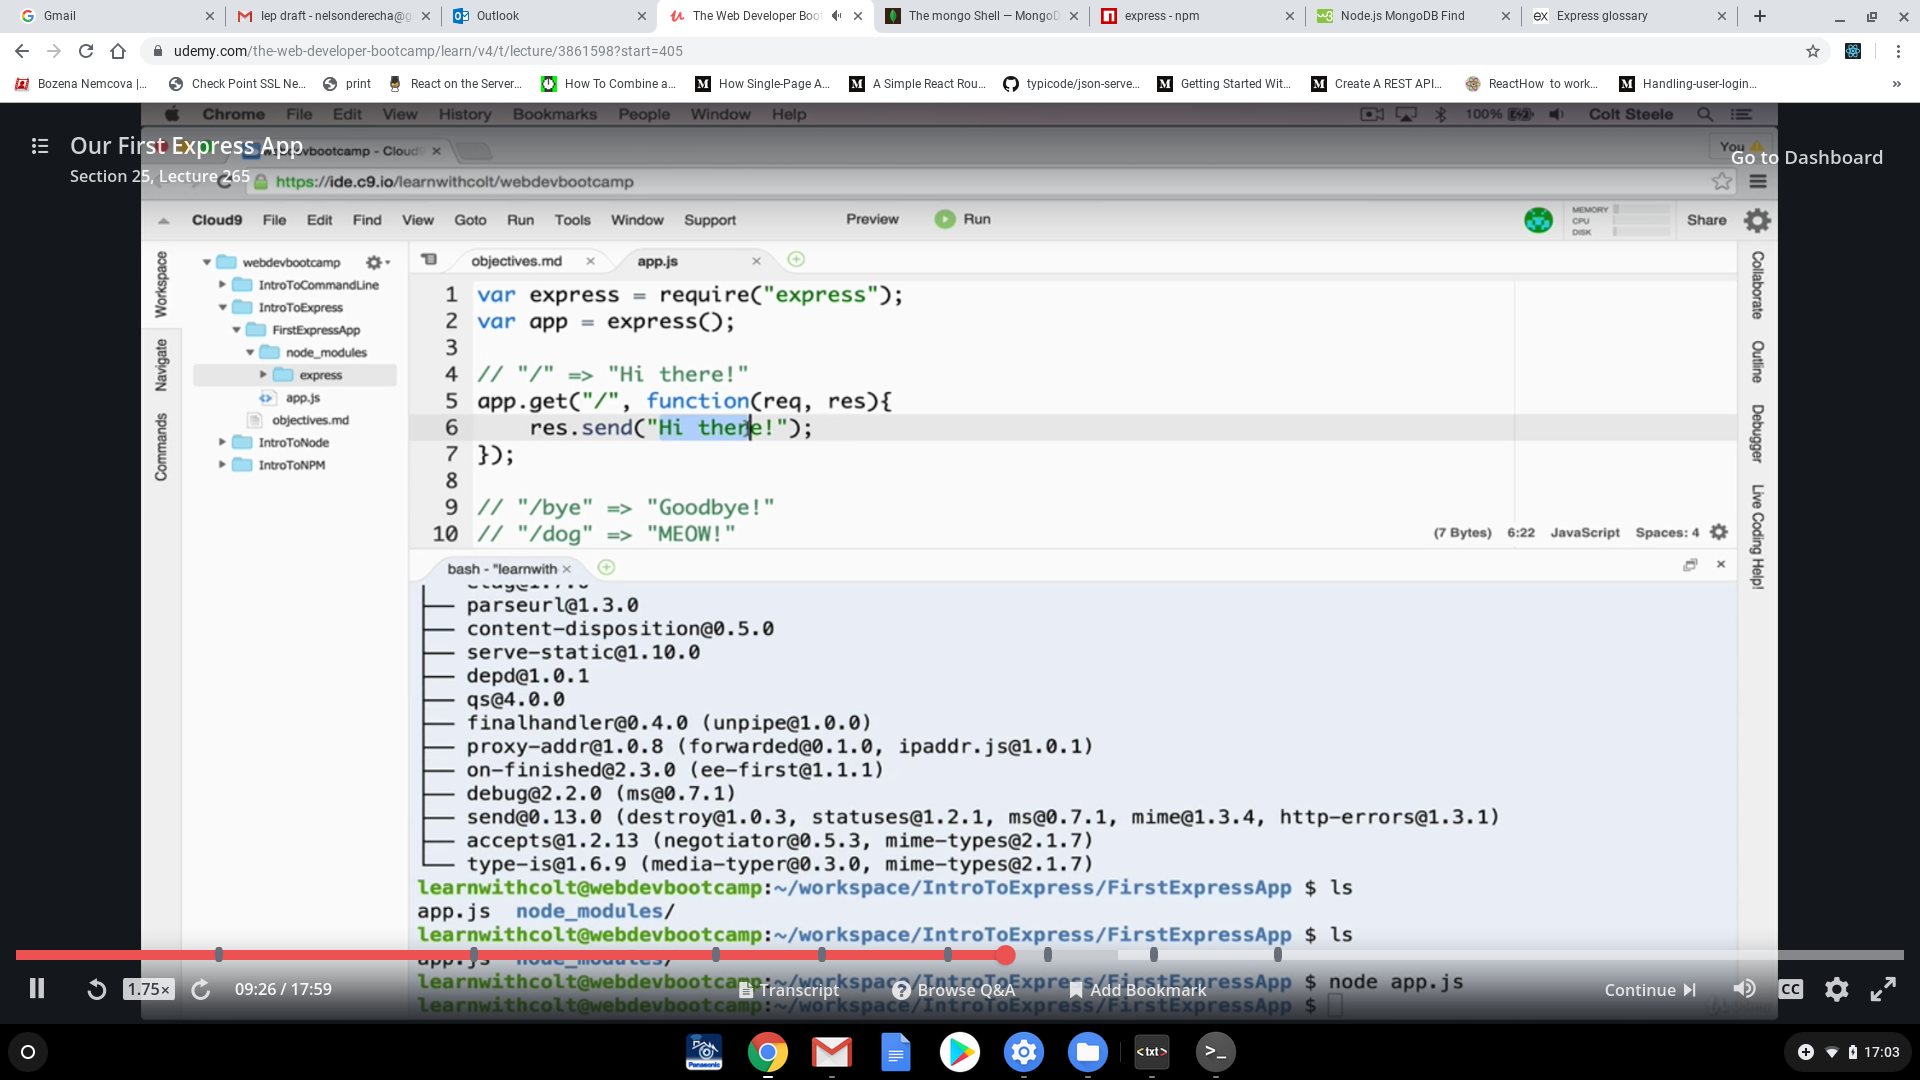 Gmail
Iep draft - nelsonderecha@g
Outlook
The Web Developer Boo
The mongo Shell — MongoD
express - npm
Node.js MongoDB Find
ex Express glossary
udemy.com/the-web-developer-bootcamp/learn/v4/t/lecture/3861598?start=405
Bozena Nemcova |...
Check Point SSL Ne...
print
React on the Server...
How To Combine a...
How Single-Page A...
A Simple React Rou...
typicode/json-serve...
Getting Started Wit...
Create A REST API...
ReactHow to work...
Handling-user-login...
»
Chrome File Edit View History Bookmarks People Window Help
100%
Colt Steele
Our First Express App
Section 25, Lecture 265
devbootcamp - Cloud9
You
Go to Dashboard
https://ide.c9.io/learnwithcolt/webdevbootcamp
Cloud9 File Edit Find View Goto Run Tools Window Support
Preview
Run
MEMORY
CPU
DISK
Share
Workspace
Navigate
Commands
webdevbootcamp
IntroToCommandLine
IntroToExpress
FirstExpressApp
node_modules
express
app.js
objectives.md
IntroToNode
IntroToNPM
objectives.md
app.js
1 var express = require("express");
2 var app = express();
3
4 // "/" => "Hi there!"
5 app.get("/", function(req, res){
6 res.send("Hi there!");
7 });
8
9 // "/bye" => "Goodbye!"
10 // "/dog" => "MEOW!"
(7 Bytes) 6:22 JavaScript Spaces: 4
Collaborate
Outline
Debugger
Live Coding Help!
bash - "learnwith
etag@1.7.0
parseurl@1.3.0
content-disposition@0.5.0
serve-static@1.10.0
depd@1.0.1
qs@4.0.0
finalhandler@0.4.0 (unpipe@1.0.0)
proxy-addr@1.0.8 (forwarded@0.1.0, ipaddr.js@1.0.1)
on-finished@2.3.0 (ee-first@1.1.1)
debug@2.2.0 (ms@0.7.1)
send@0.13.0 (destroy@1.0.3, statuses@1.2.1, ms@0.7.1, mime@1.3.4, http-errors@1.3.1)
accepts@1.2.13 (negotiator@0.5.3, mime-types@2.1.7)
type-is@1.6.9 (media-typer@0.3.0, mime-types@2.1.7)
learnwithcolt@webdevbootcamp:~/workspace/IntroToExpress/FirstExpressApp $ ls
app.js node_modules/
learnwithcolt@webdevbootcamp:~/workspace/IntroToExpress/FirstExpressApp $ ls
app.js node_modules/
learnwithcolt@webdevbootcamp:~/workspace/IntroToExpress/FirstExpressApp $ node app.js
learnwithcolt@webdevbootcamp:~/workspace/IntroToExpress/FirstExpressApp $
1.75×
09:26 / 17:59
Transcript
Browse Q&A
Add Bookmark
Continue
CC
Panasonic
<txt>
>_
17:03